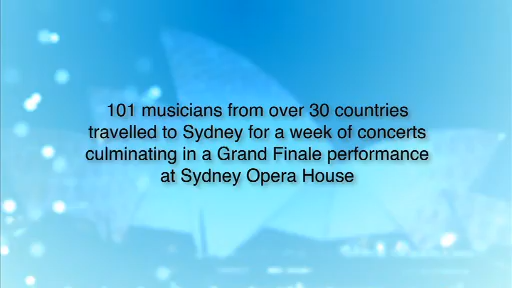 101 musicians from over 30 countries
travelled to Sydney for a week of concerts
culminating in a Grand Finale performance
at Sydney Opera House